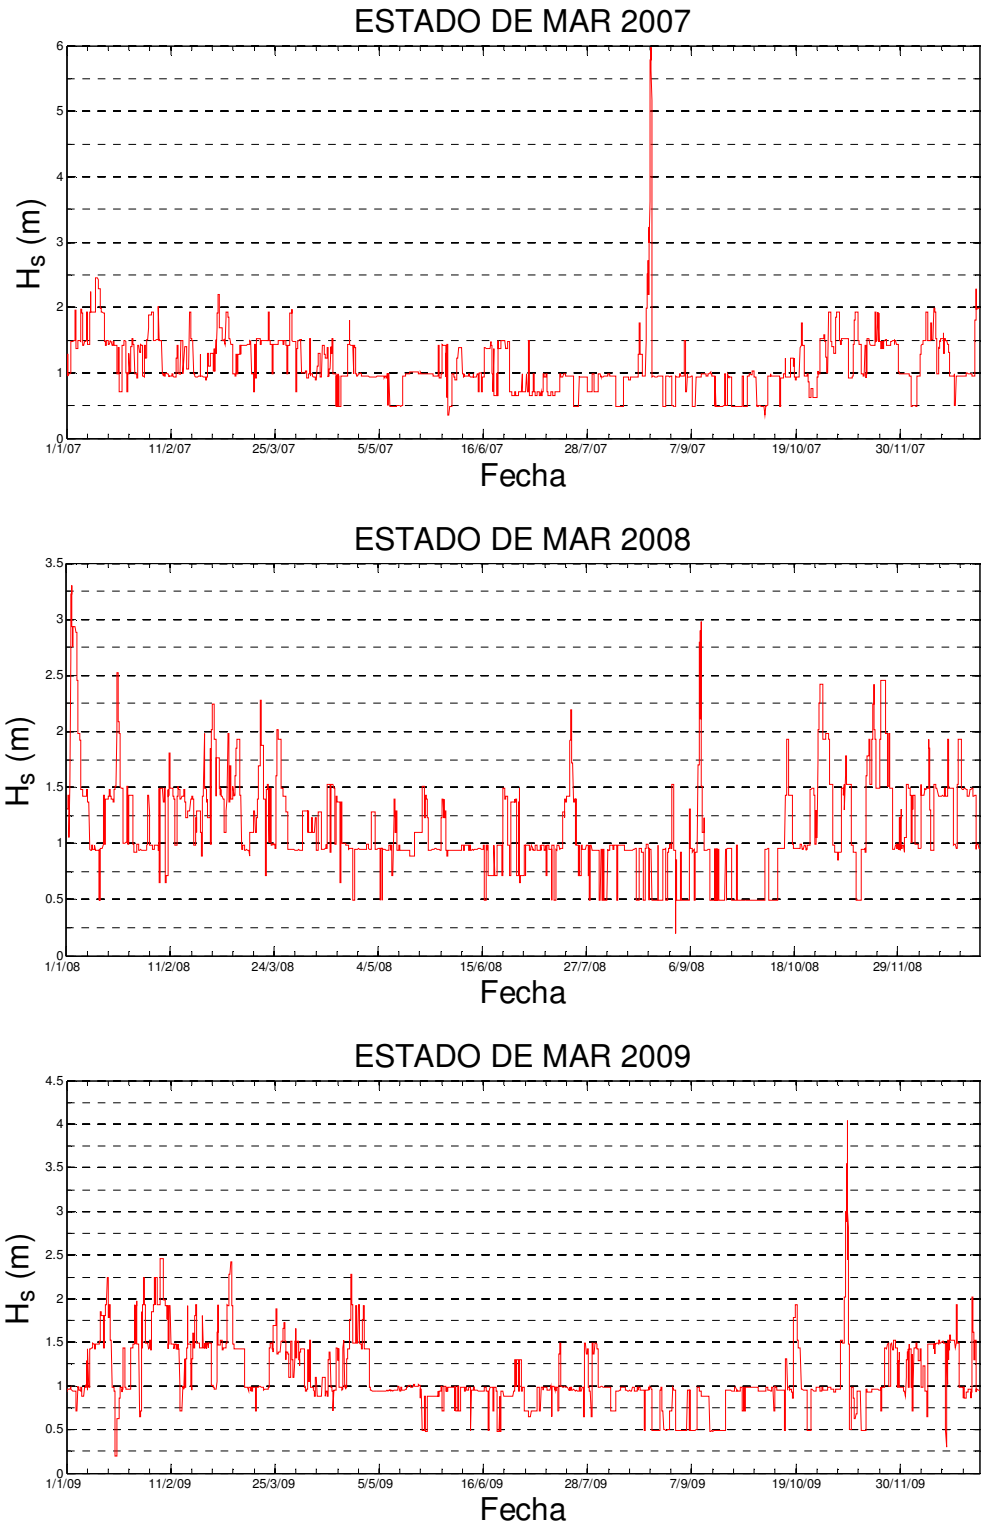 ESTADO DE MAR 2007
6
5
4
3
2
1
0
Hs (m)
1/1/07 11/2/07 25/3/07 5/5/07 16/6/07 28/7/07 7/9/07 19/10/07 30/11/07
Fecha
ESTADO DE MAR 2008
3.5
3
2.5
2
1.5
1
0.5
0
Hs (m)
1/1/08 11/2/08 24/3/08 4/5/08 15/6/08 27/7/08 6/9/08 18/10/08 29/11/08
Fecha
ESTADO DE MAR 2009
4.5
4
3.5
3
2.5
2
1.5
1
0.5
0
Hs (m)
1/1/09 11/2/09 25/3/09 5/5/09 16/6/09 28/7/09 7/9/09 19/10/09 30/11/09
Fecha